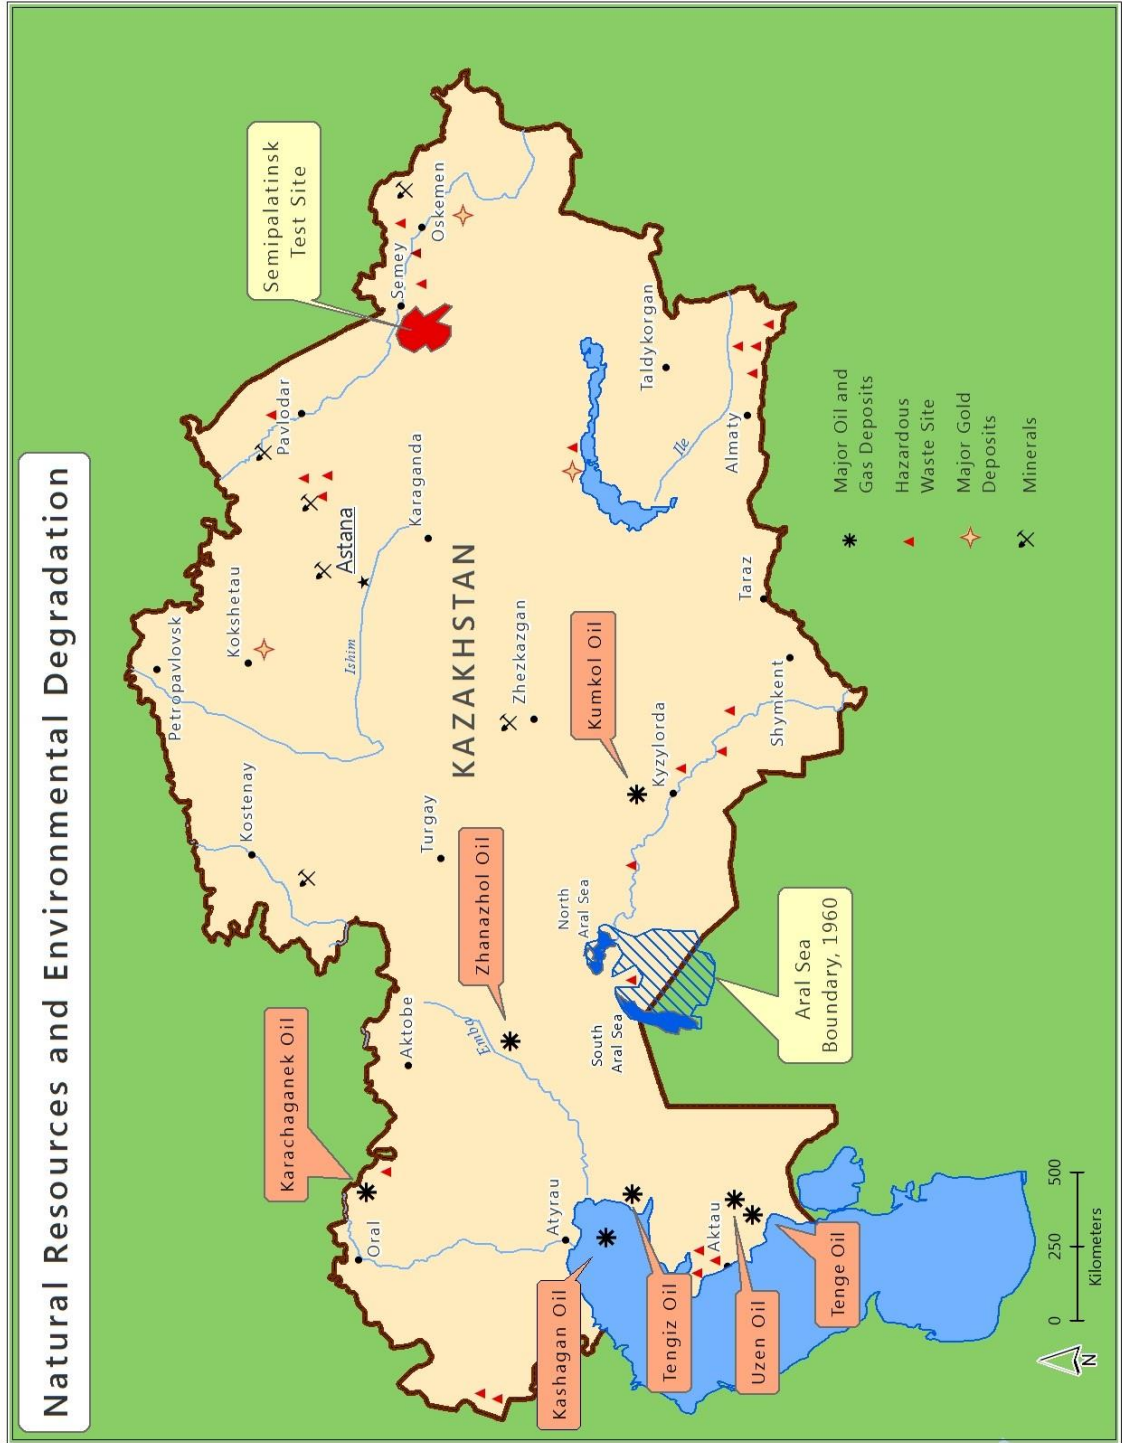 Natural Resources and Environmental Degradation
Semipalatinsk
Test Site
Petropavlovsk
Kokshetau
Kostenay
Pavlodar
Semey
Oskemen
Astana
Ishim
Karaganda
KAZAKHSTAN
Karachaganek Oil
Oral
Aktobe
Turgay
Zhezkazgan
Zhanazhol Oil
Emba
Kumkol Oil
Taldykorgan
Ile
Almaty
Atyrau
Kashagan Oil
North
Aral Sea
South
Aral Sea
Kyzylorda
Taraz
Shymkent
Tengiz Oil
Aktau
Uzen Oil
Tenge Oil
Aral Sea
Boundary, 1960
Major Oil and
Gas Deposits
Hazardous
Waste Site
Major Gold
Deposits
Minerals
N
0 250 500
Kilometers